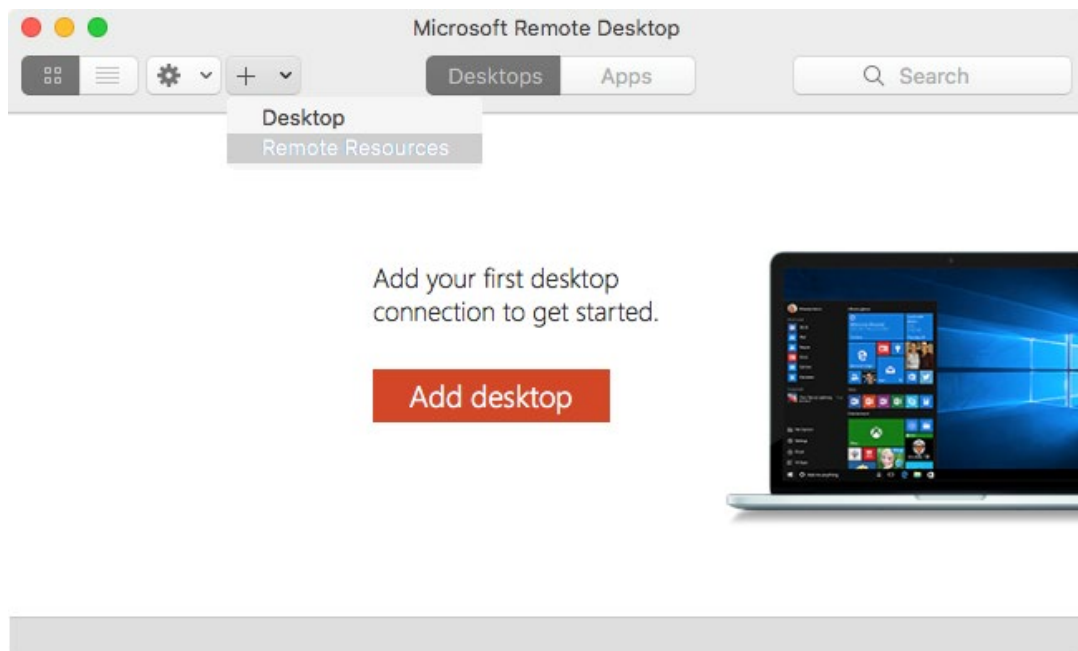 Microsoft Remote Desktop
Desktops
Apps
Search
Desktop
Remote Resources
Add your first desktop
connection to get started.
Add desktop